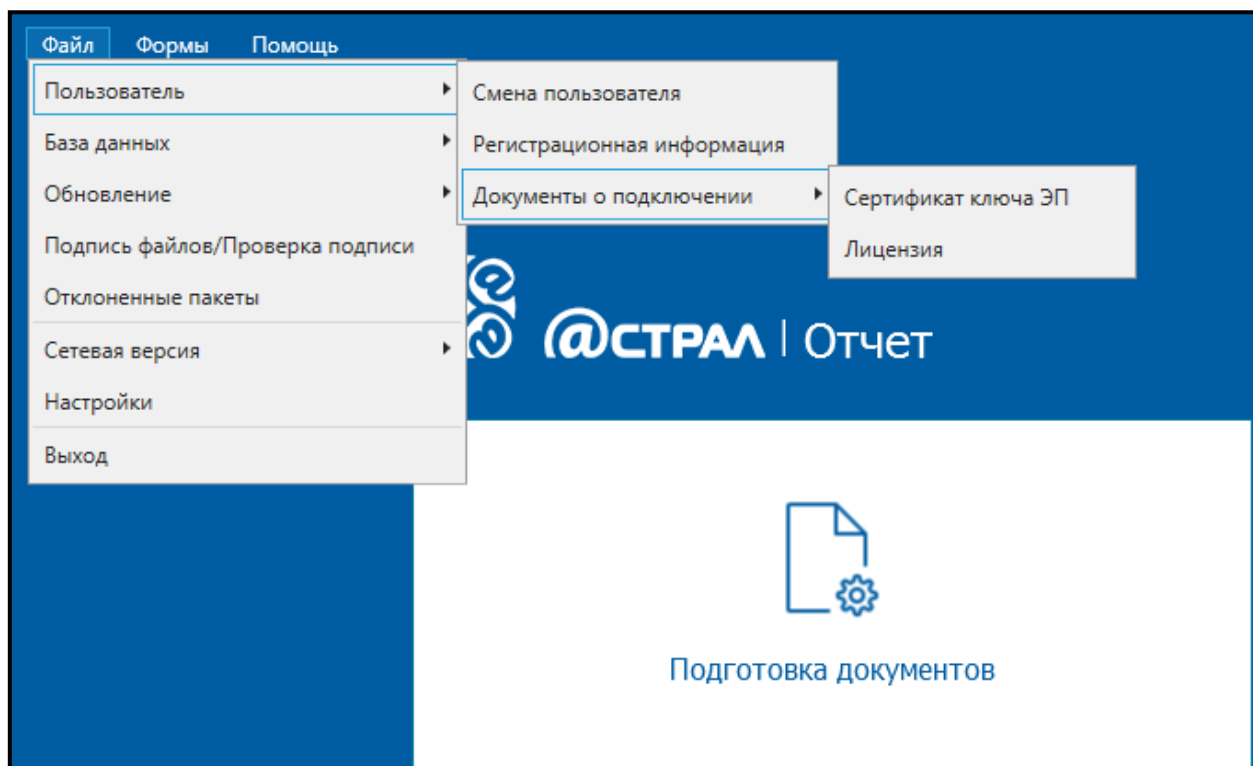 Файл Формы Помощь
Пользователь
База данных
Обновление
Подпись файлов/Проверка подписи
Отклоненные пакеты
Сетевая версия
Настройки
Выход
Смена пользователя
Регистрационная информация
Документы о подключении
Сертификат ключа ЭП
Лицензия
@СТРАЛ | Отчет
Подготовка документов